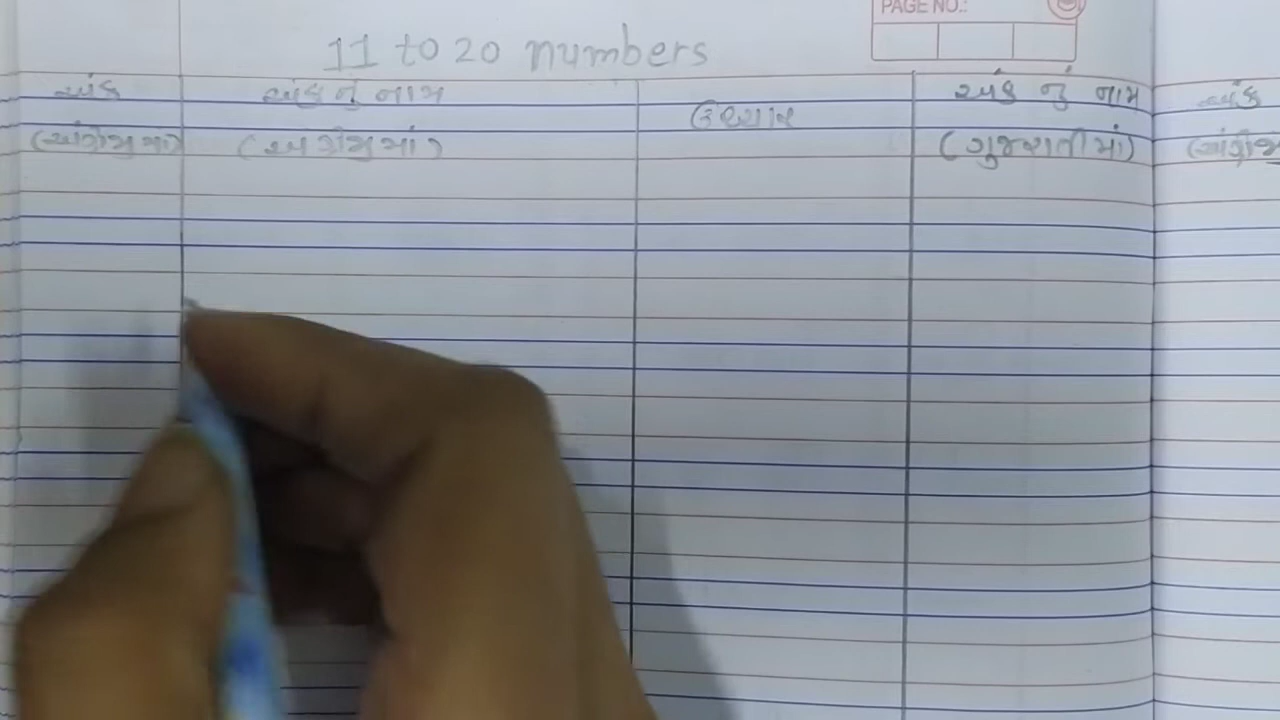 PAGE NO.:
11 to 20 numbers
અંક અંક નું નામ ઉચ્ચાર અંક નું નામ અંક
(અંગ્રેજીમાં) (અંગ્રેજીમાં) (ગુજરાતીમાં)